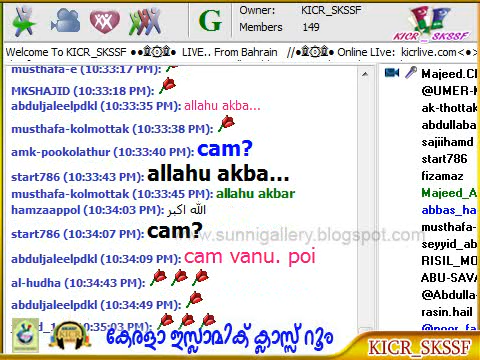 G
Owner KICR_SKSSF
Members 149
KICR_SKSSF
Welcome To KICR_SKSSF LIVE.. From Bahrain // Online Live: kicrlive.com<•>
musthafa-e (10:33:17 PM):
MKSHAJID (10:33:18 PM):
abduljaleelpdkl (10:33:35 PM): allahu akba...
musthafa-kolmottak (10:33:38 PM):
amk-pookolathur (10:33:40 PM): cam?
start786 (10:33:43 PM): allahu akba...
musthafa-kolmottak (10:33:45 PM): allahu akbar
hamzaappol (10:34:03 PM): الله اكبر
start786 (10:34:07 PM): cam?
www.sunnigallery.blogspot.com
abduljaleelpdkl (10:34:09 PM): cam vanu. poi
al-hudha (10:34:43 PM):
abduljaleelpdkl (10:34:49 PM):
(10:35:03 PM):
Majeed.C
@UMER-M
ak-thottak
abdullaba
sajiihamd
start786
fizamaz
Majeed_A
abbas_ha
musthafa-
seyyid_ab
RISIL_MO
ABU-SAVA
@Abdulla-
rasin.hail
@noor_fa
കേരളാ ഇസ്ലാമിക് ക്ലാസ്സ് റൂം
KICR_SKSSF